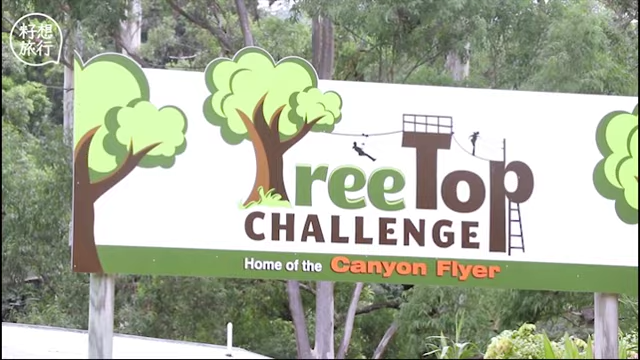 籽想
旅行
TreeTop
CHALLENGE
Home of the Canyon Flyer